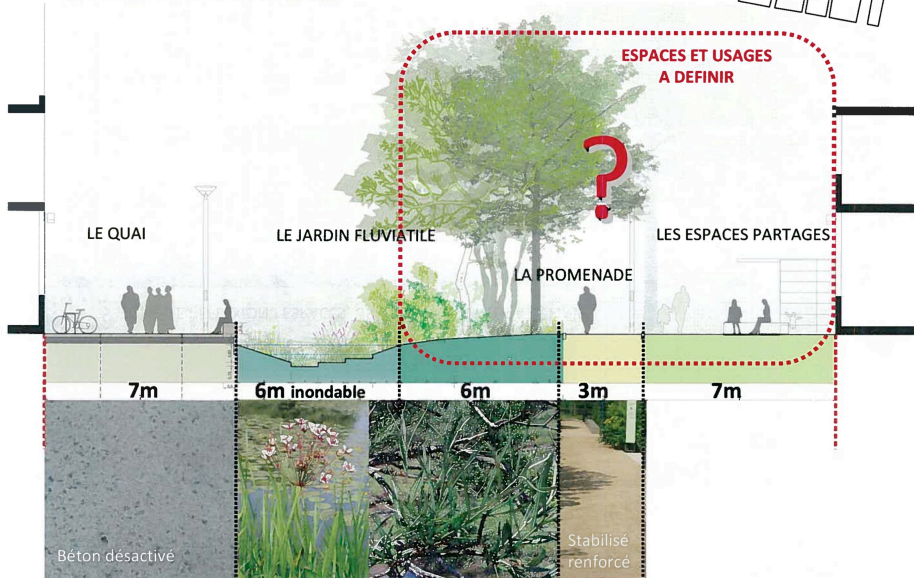 ESPACES ET USAGES
A DEFINIR
?
LE QUAI
LE JARDIN FLUVIATILE
LES ESPACES PARTAGES
LA PROMENADE
7m
6m inondable
6m
3m
7m
Béton désactivé
Stabilisé
renforcé